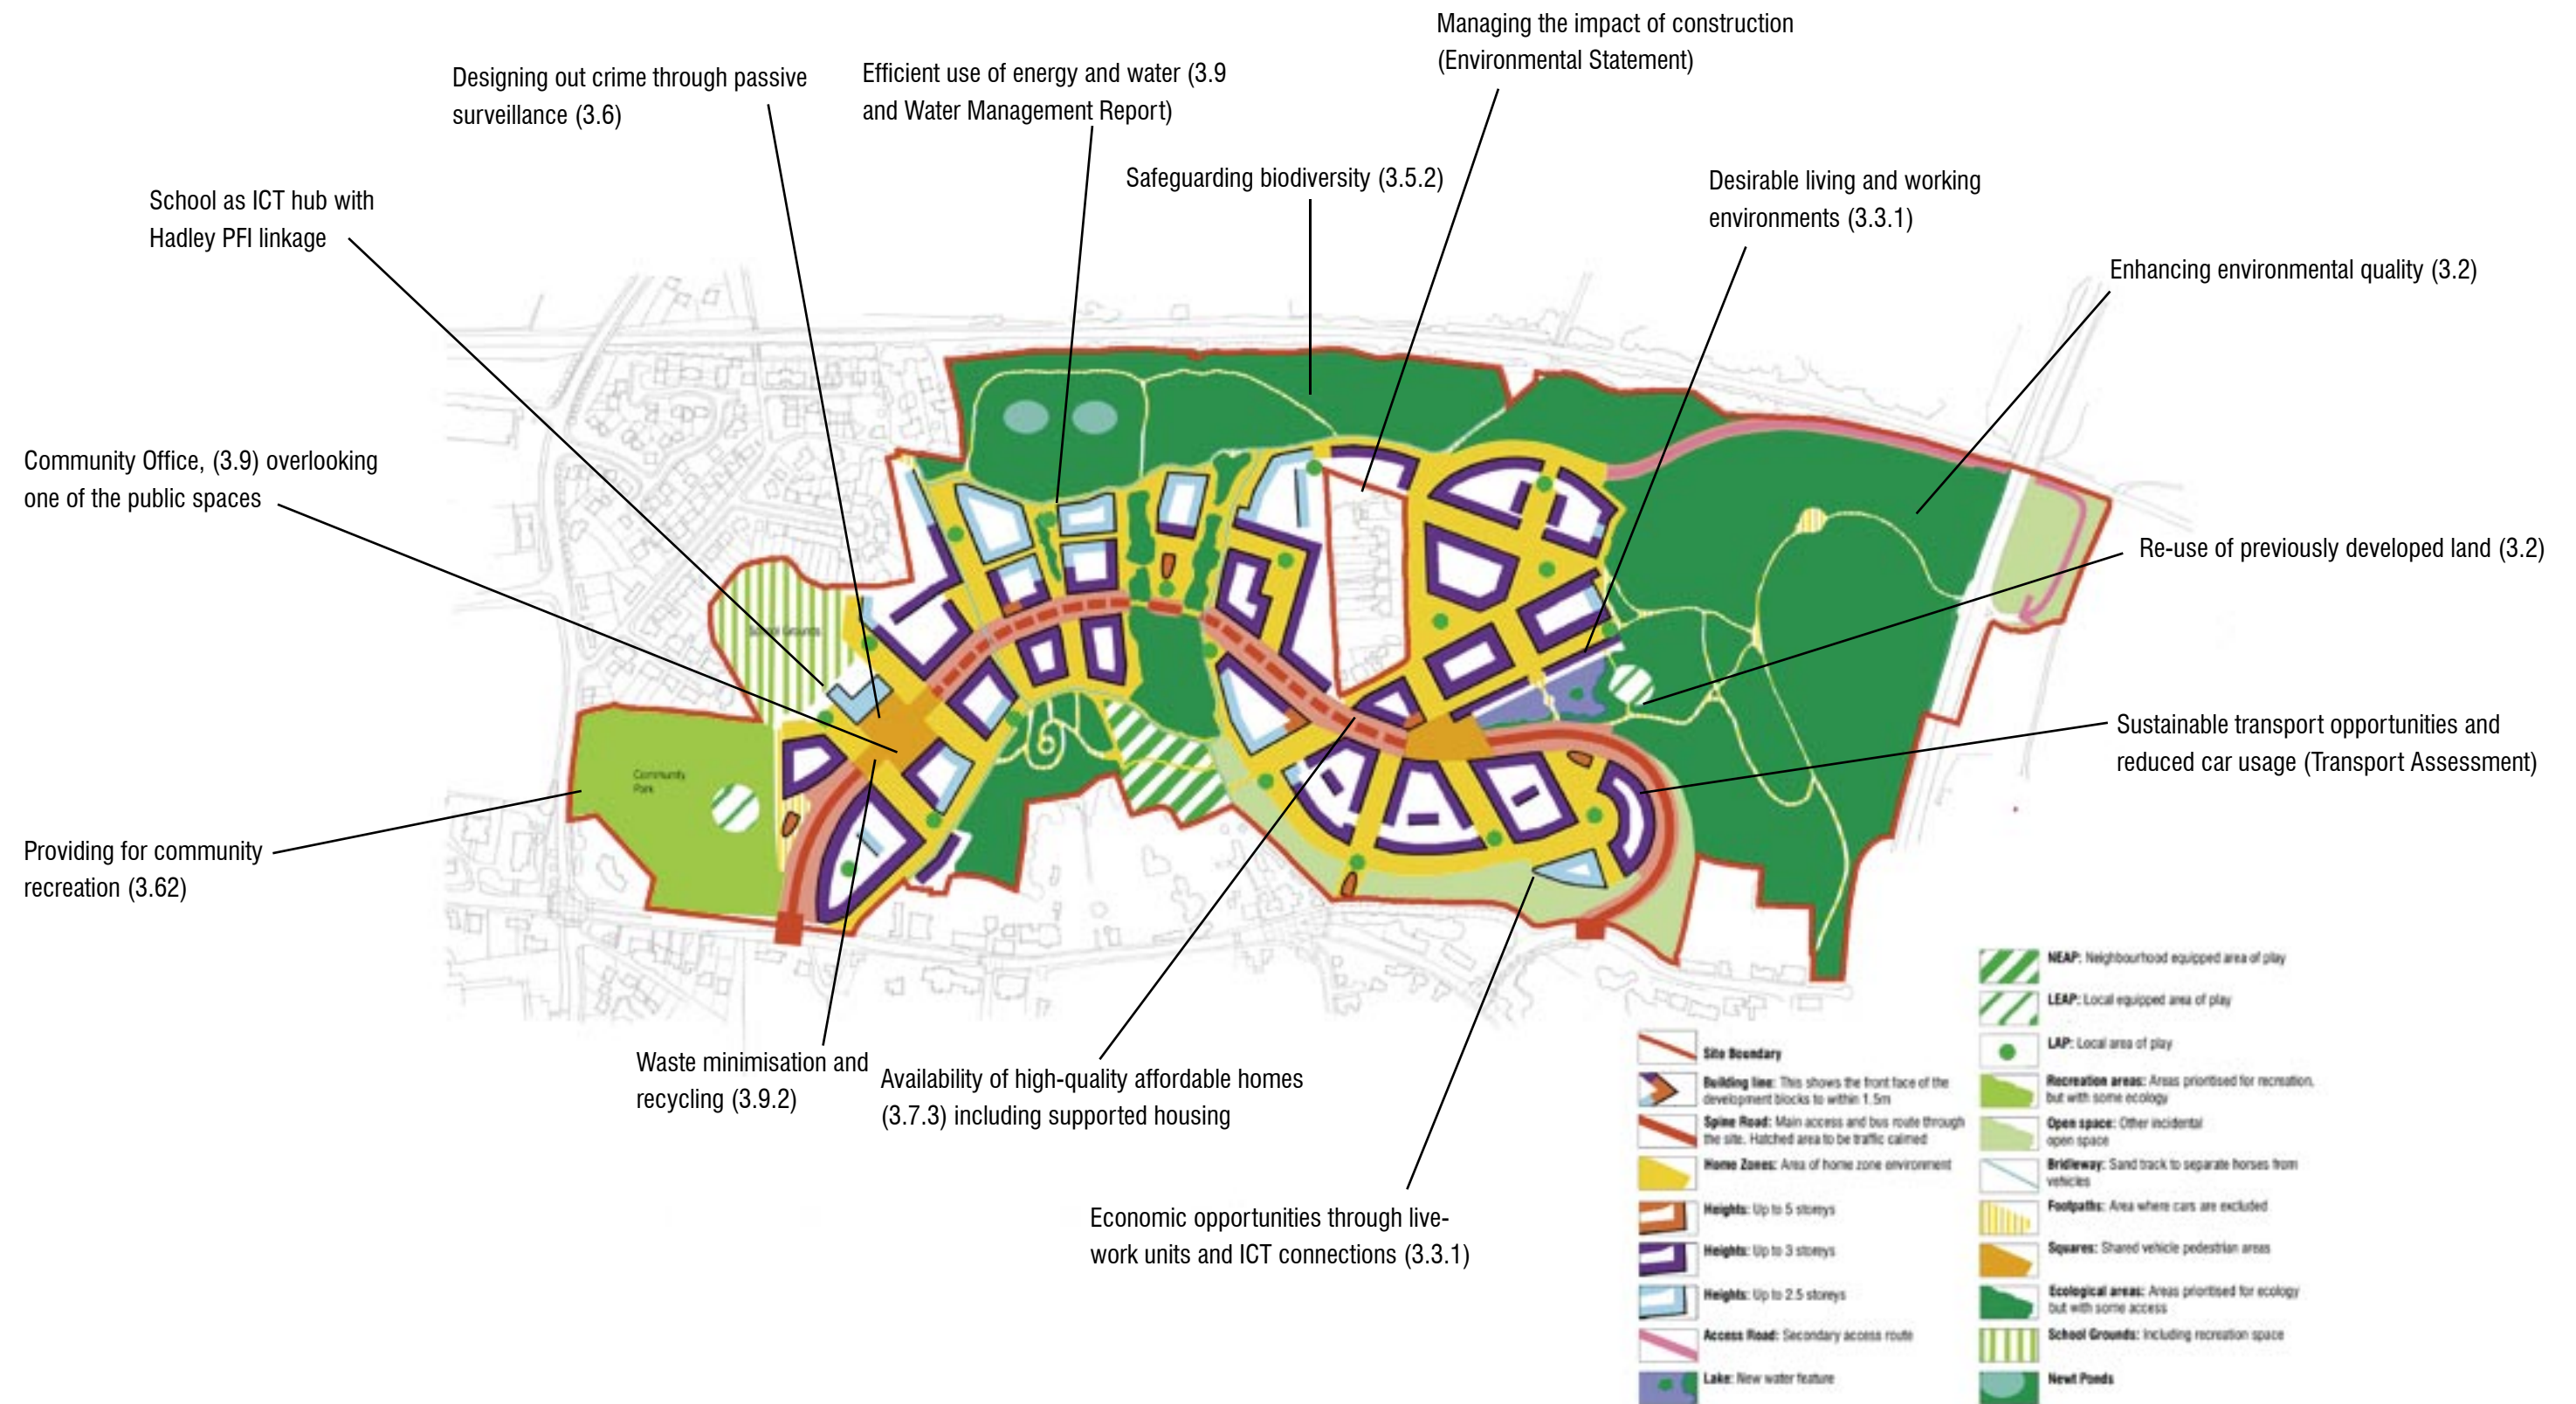 Managing the impact of construction
(Environmental Statement)
Designing out crime through passive
surveillance (3.6)
Efficient use of energy and water (3.9
and Water Management Report)
Safeguarding biodiversity (3.5.2)
Desirable living and working
environments (3.3.1)
School as ICT hub with
Hadley PFI linkage
Enhancing environmental quality (3.2)
Community Office, (3.9) overlooking
one of the public spaces
Re-use of previously developed land (3.2)
School Grounds
Sustainable transport opportunities and
reduced car usage (Transport Assessment)
Community
Park
Providing for community
recreation (3.62)
Waste minimisation and
recycling (3.9.2)
Availability of high-quality affordable homes
(3.7.3) including supported housing
Economic opportunities through live-
work units and ICT connections (3.3.1)
Site Boundary
Building line: This shows the front face of the
development blocks to within 1.5m
Spine Road: Main access and bus route through
the site. Hatched area to be traffic calmed
Home Zones: Area of home zone environment
Heights: Up to 5 storeys
Heights: Up to 3 storeys
Heights: Up to 2.5 storeys
Access Road: Secondary access route
Lake: New water feature
NEAP: Neighbourhood equipped area of play
LEAP: Local equipped area of play
LAP: Local area of play
Recreation areas: Areas prioritised for recreation,
but with some ecology
Open space: Other incidental
open space
Bridleway: Sand track to separate horses from
vehicles
Footpaths: Area where cars are excluded
Squares: Shared vehicle pedestrian areas
Ecological areas: Areas prioritised for ecology
but with some access
School Grounds: Including recreation space
Newt Ponds